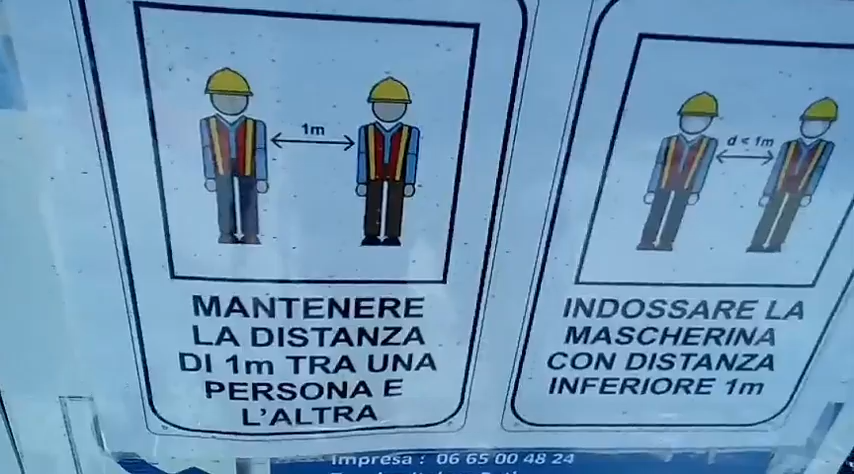 1m
MANTENERE
LA DISTANZA
DI 1m TRA UNA
PERSONA E
L'ALTRA
d < 1m
INDOSSARE LA
MASCHERINA
CON DISTANZA
INFERIORE 1m
Impresa : 06 65 00 48 24